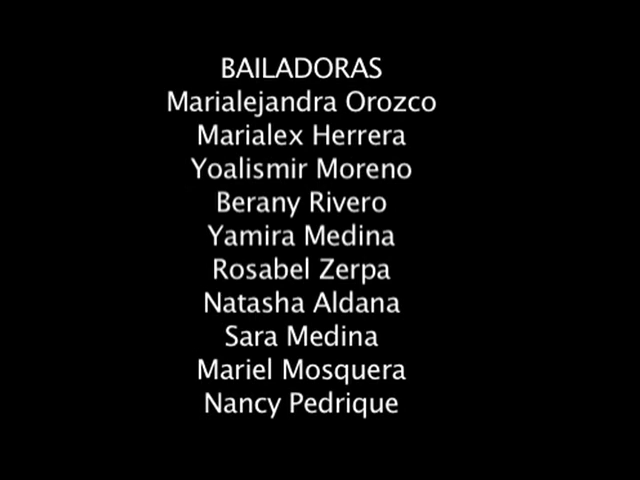 BAILADORAS
Marialejandra Orozco
Marialex Herrera
Yoalismir Moreno
Berany Rivero
Yamira Medina
Rosabel Zerpa
Natasha Aldana
Sara Medina
Mariel Mosquera
Nancy Pedrique